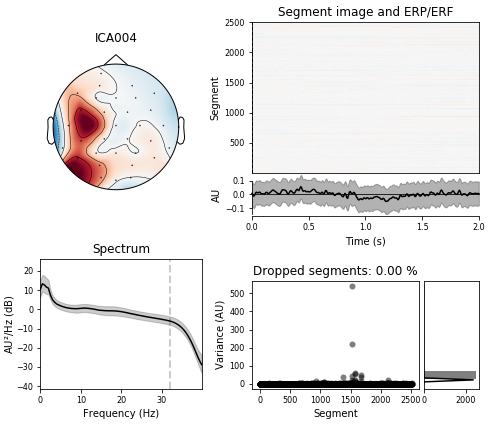 ICA004
Segment image and ERP/ERF
Segment
2500
2000
1500
1000
500
AU
0.1
0.0
−0.1
0.0 0.5 1.0 1.5 2.0
Time (s)
Spectrum
AU²/Hz (dB)
20
10
0
−10
−20
−30
−40
0 10 20 30
Frequency (Hz)
Dropped segments: 0.00 %
Variance (AU)
500
400
300
200
100
0
0 500 1000 1500 2000 2500
Segment
0 2000